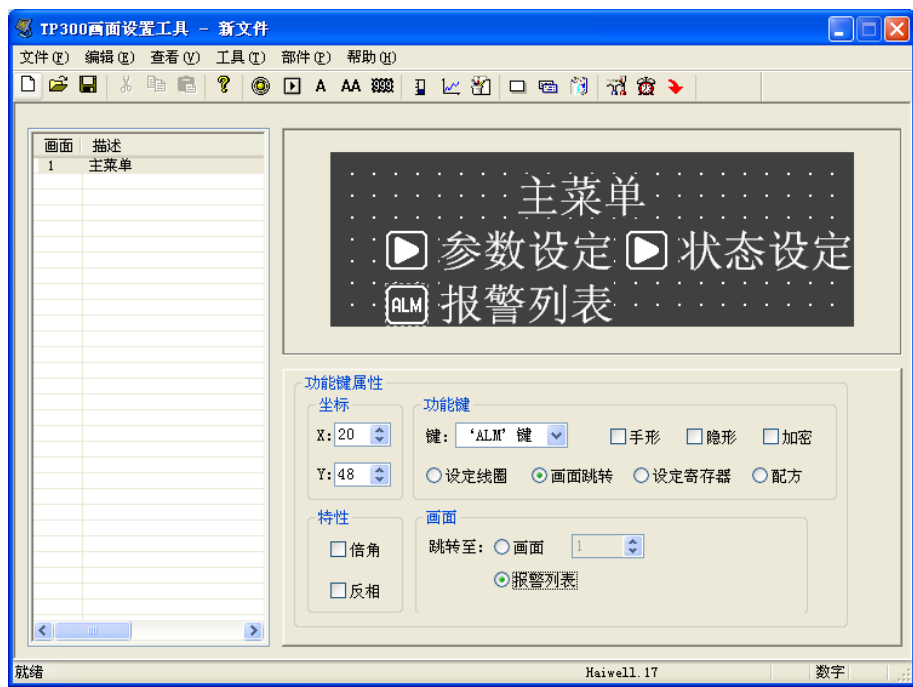 TP300画面设置工具 - 新文件
文件(F) 编辑(E) 查看(V) 工具(T) 部件(P) 帮助(H)
A AA
画面 描述
1 主菜单
主菜单
参数设定 状态设定
ALM 报警列表
功能键属性
坐标 功能键
X: 20 键: ‘ALM’键 手形 隐形 加密
Y: 48 设定线圈 画面跳转 设定寄存器 配方
特性 画面
倍角 跳转至: 画面 1
反相 报警列表
就绪 Haiwell.17 数字